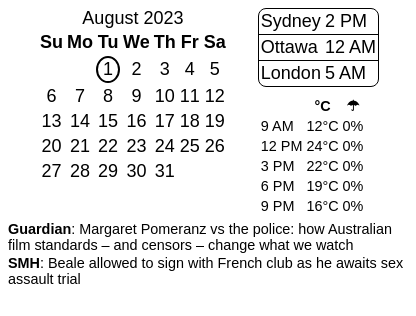 August 2023
Su Mo Tu We Th Fr Sa
1 2 3 4 5
6 7 8 9 10 11 12
13 14 15 16 17 18 19
20 21 22 23 24 25 26
27 28 29 30 31
Sydney 2 PM
Ottawa 12 AM
London 5 AM
°C ☂
9 AM 12°C 0%
12 PM 24°C 0%
3 PM 22°C 0%
6 PM 19°C 0%
9 PM 16°C 0%
Guardian: Margaret Pomeranz vs the police: how Australian
film standards – and censors – change what we watch
SMH: Beale allowed to sign with French club as he awaits sex
assault trial